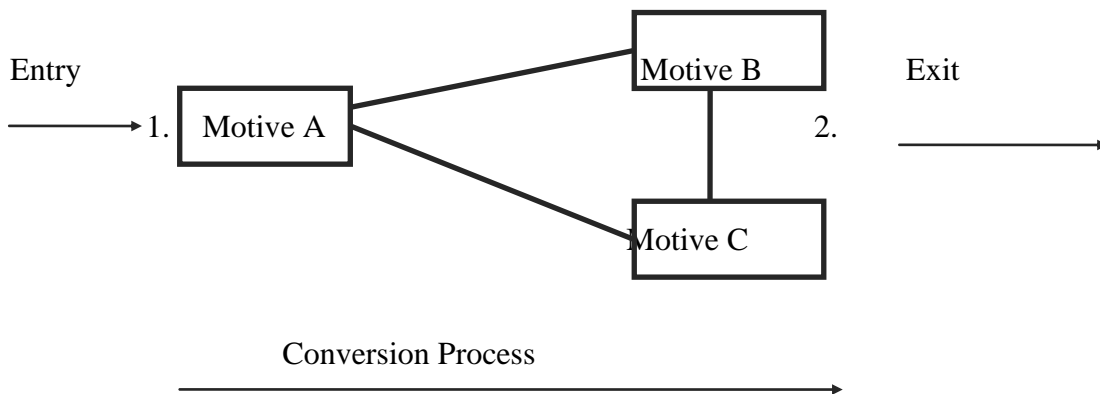 Entry
Motive B
Exit
1. Motive A
2.
Motive C
Conversion Process